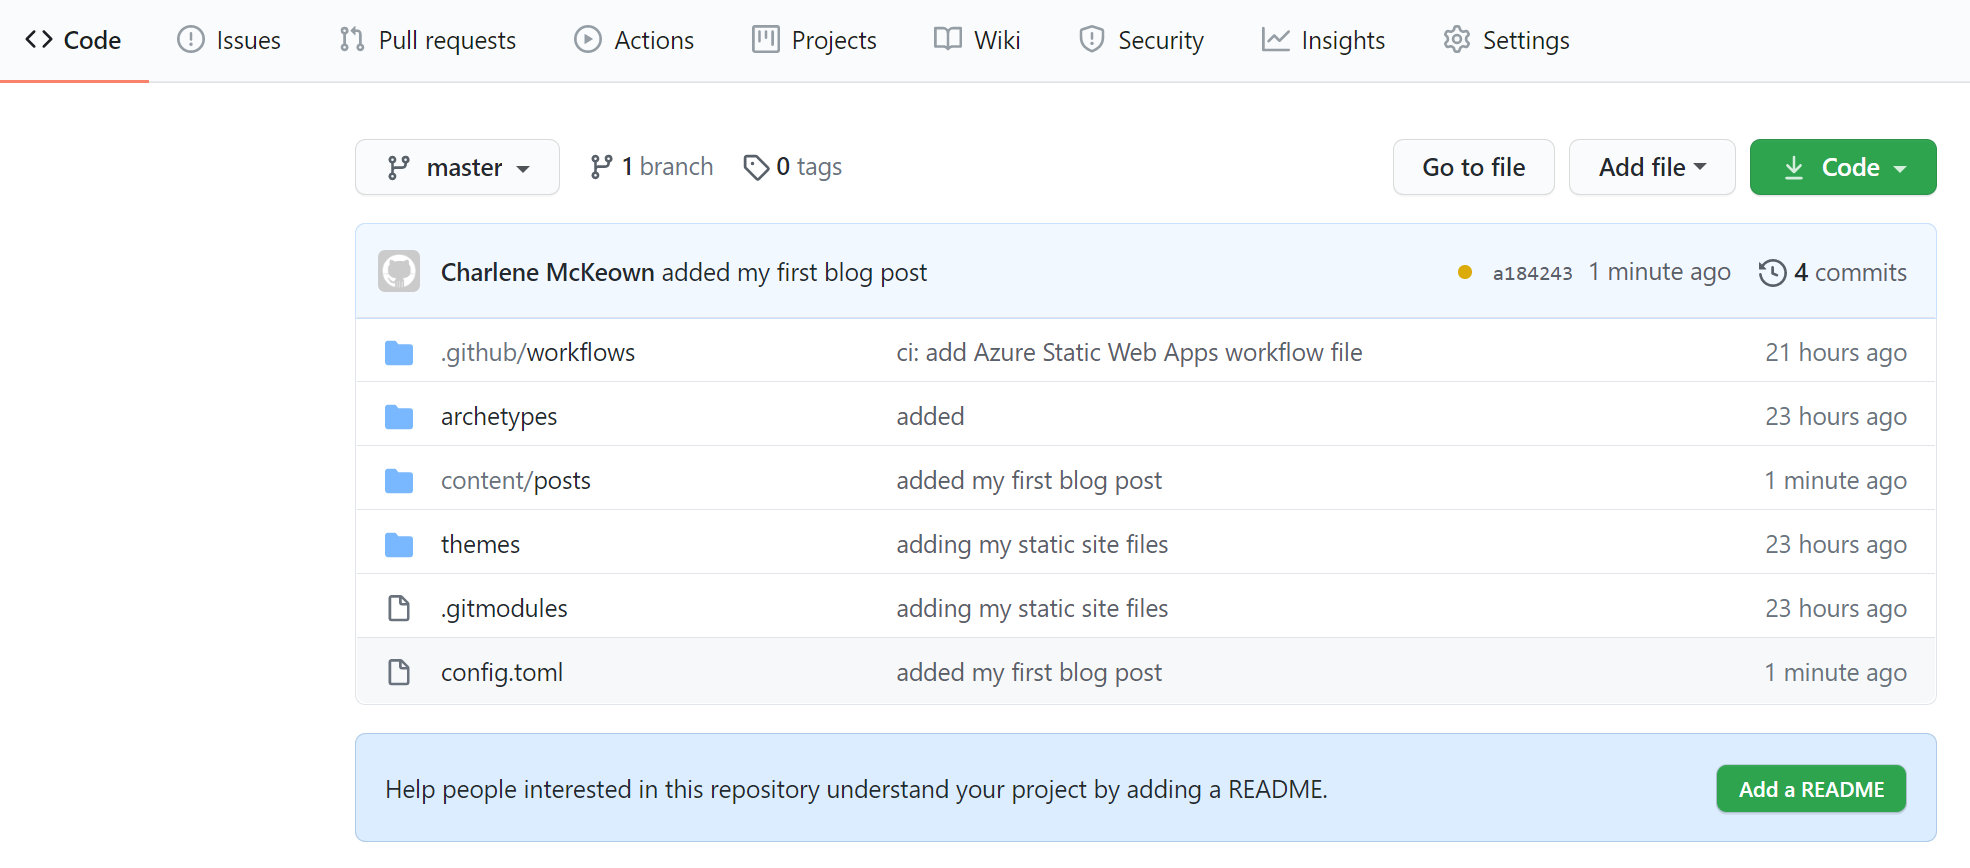 Code Issues Pull requests Actions Projects Wiki Security Insights Settings
master 1 branch 0 tags Go to file Add file Code
Charlene McKeown added my first blog post a184243 1 minute ago 4 commits
.github/workflows ci: add Azure Static Web Apps workflow file 21 hours ago
archetypes added 23 hours ago
content/posts added my first blog post 1 minute ago
themes adding my static site files 23 hours ago
.gitmodules adding my static site files 23 hours ago
config.toml added my first blog post 1 minute ago
Help people interested in this repository understand your project by adding a README. Add a README